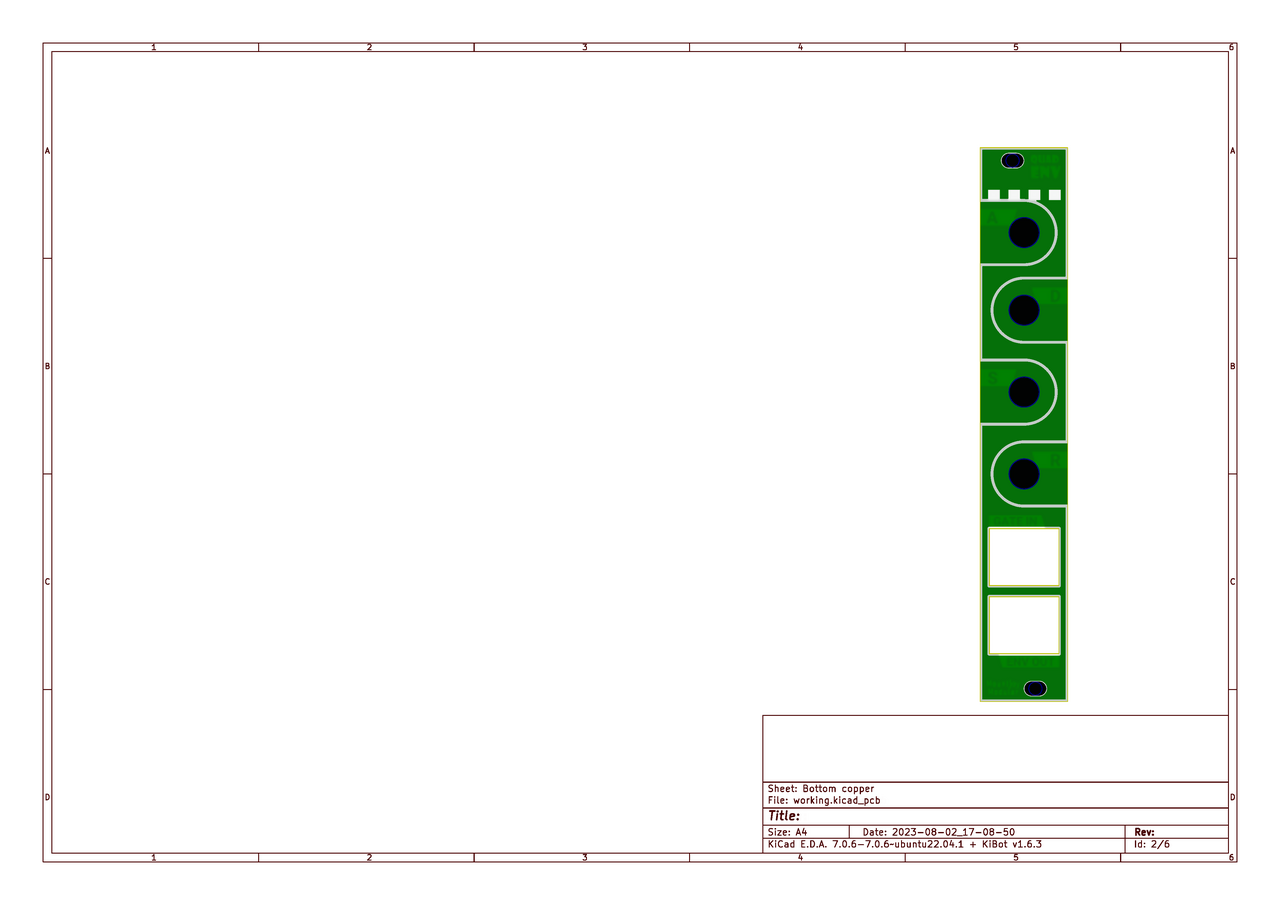 1 2 3 4 5 6
A A
ENV
A
D
B B
S
R
C C
D D
Sheet: Bottom copper
File: working.kicad_pcb
Title:
Size: A4 Date: 2023-08-02_17-08-50 Rev:
KiCad E.D.A. 7.0.6-7.0.6~ubuntu22.04.1 + KiBot v1.6.3 Id: 2/6
1 2 3 4 5 6